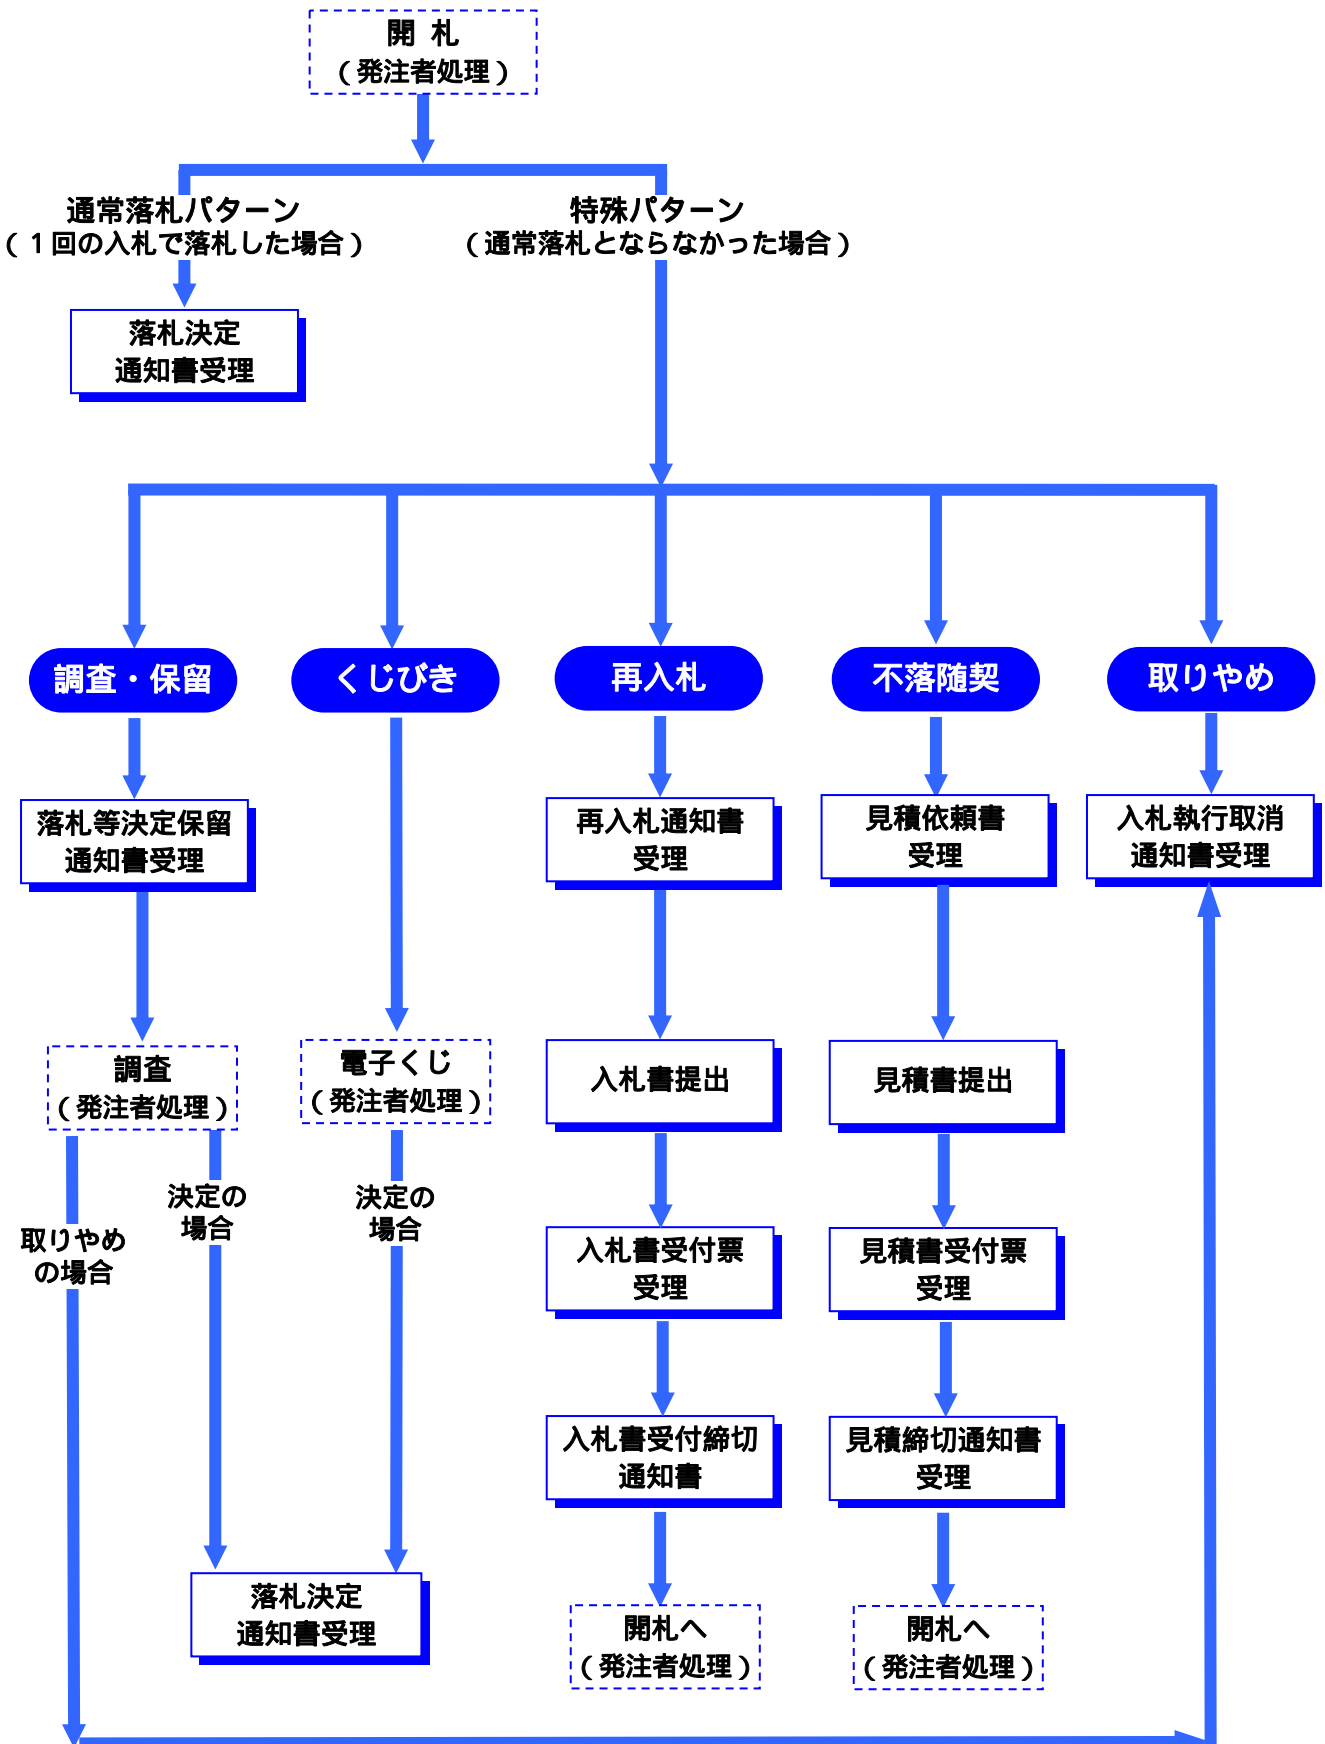 開 札
（発注者処理）
通常落札パターン
（１回の入札で落札した場合）
特殊パターン
（通常落札とならなかった場合）
落札決定
通知書受理
調査・保留
くじびき
再入札
不落随契
取りやめ
落札等決定保留
通知書受理
再入札通知書
受理
見積依頼書
受理
入札執行取消
通知書受理
調査
（発注者処理）
電子くじ
（発注者処理）
入札書提出
見積書提出
決定の
場合
決定の
場合
取りやめ
の場合
入札書受付票
受理
見積書受付票
受理
入札書受付締切
通知書
見積締切通知書
受理
落札決定
通知書受理
開札へ
（発注者処理）
開札へ
（発注者処理）